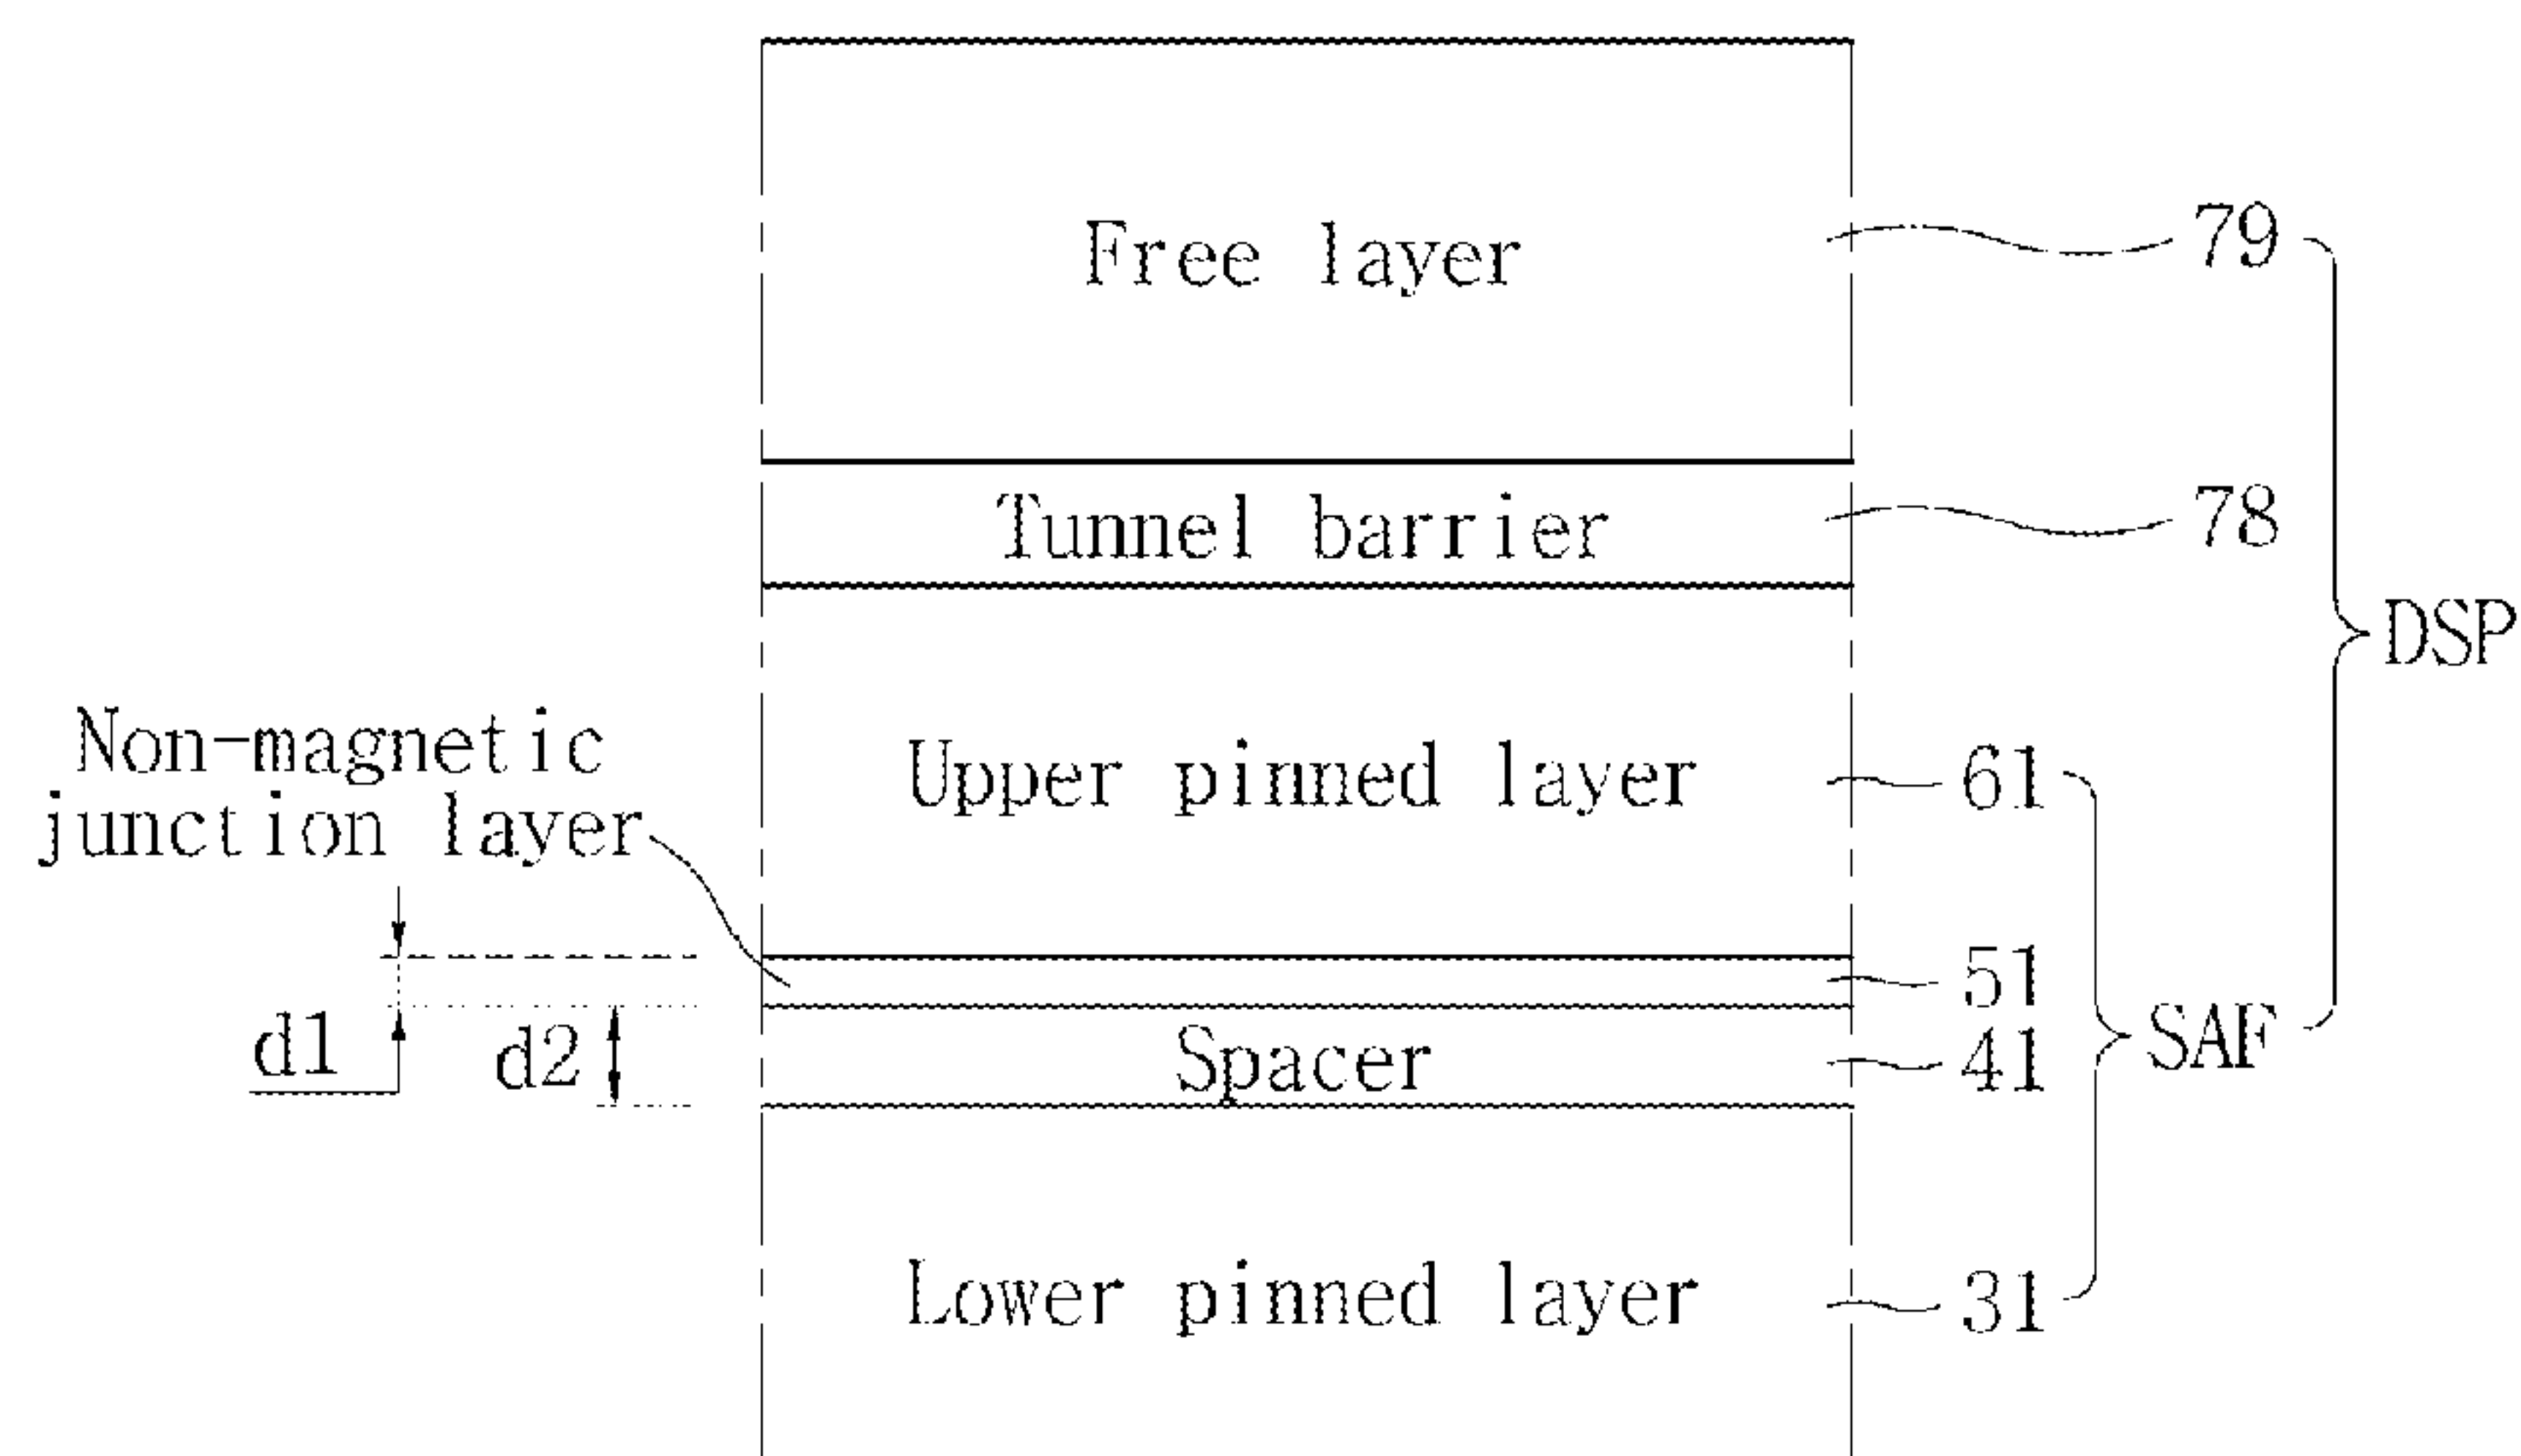 Free layer
79
Tunnel barrier
78
DSP
Non-magnetic
junction layer
Upper pinned layer
61
51
d1
d2
Spacer
41
SAF
Lower pinned layer
31